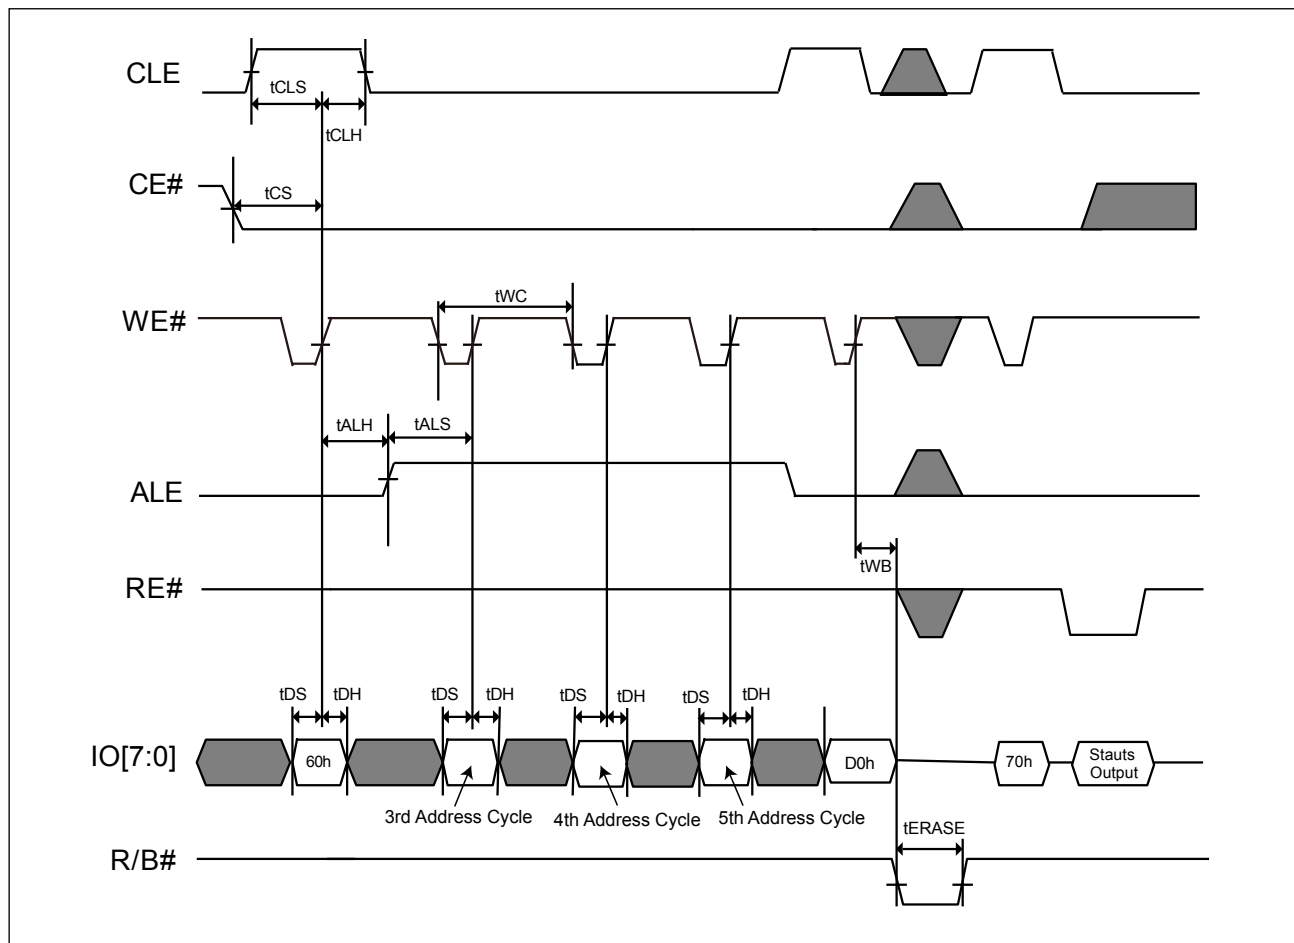 CLE
tCLS
tCLH
CE#
tCS
WE#
tWC
tALH
tALS
ALE
tWB
RE#
tDS
tDH
tDS
tDH
tDS
tDH
tDS
tDH
IO[7:0]
60h
D0h
70h
Stauts
Output
3rd Address Cycle
4th Address Cycle
5th Address Cycle
tERASE
R/B#